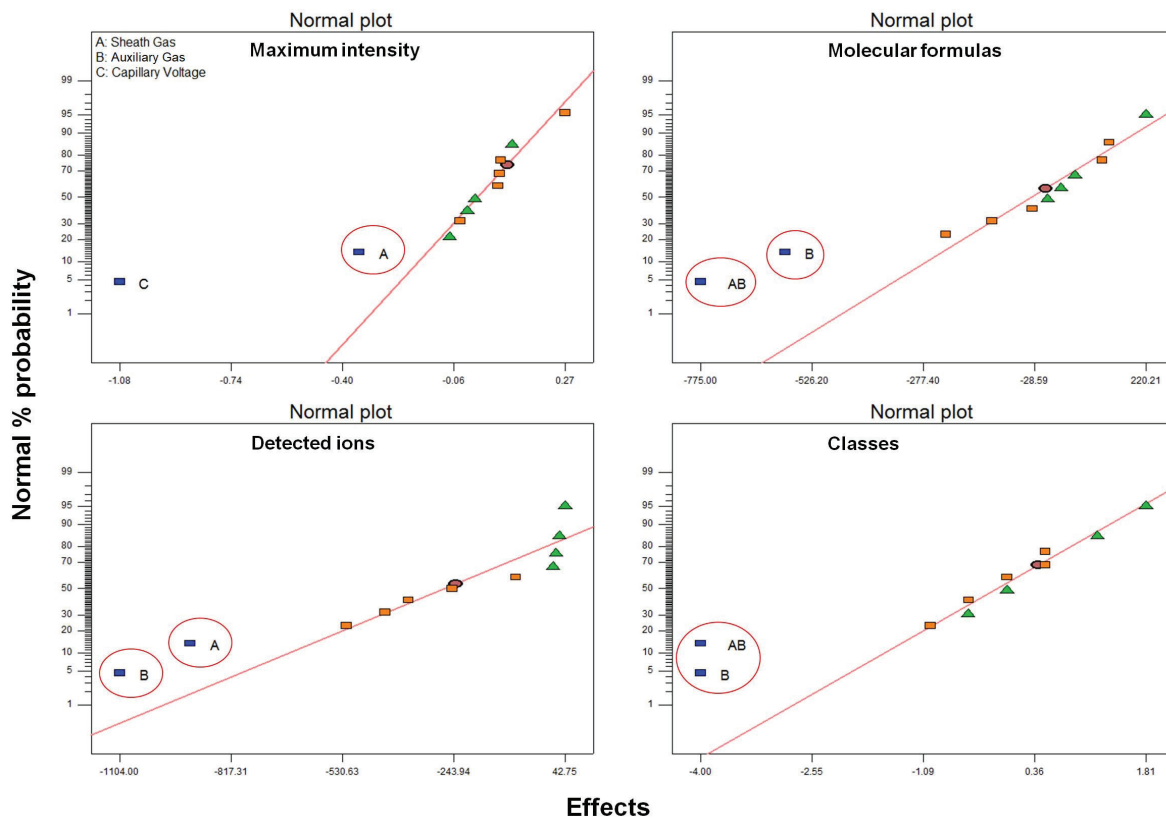 Normal plot
Maximum intensity
A: Sheath Gas
B: Auxiliary Gas
C: Capillary Voltage
99
95
90
80
70
50
30
20
10
5
1
A
C
-1.08 -0.74 -0.40 -0.06 0.27
Normal plot
Molecular formulas
99
95
90
80
70
50
30
20
10
5
1
B
AB
-775.00 -526.20 -277.40 -28.59 220.21
Normal plot
Detected ions
99
95
90
80
70
50
30
20
10
5
1
A
B
-1104.00 -817.31 -530.63 -243.94 42.75
Normal plot
Classes
99
95
90
80
70
50
30
20
10
5
1
AB
B
-4.00 -2.55 -1.09 0.36 1.81
Normal % probability
Effects